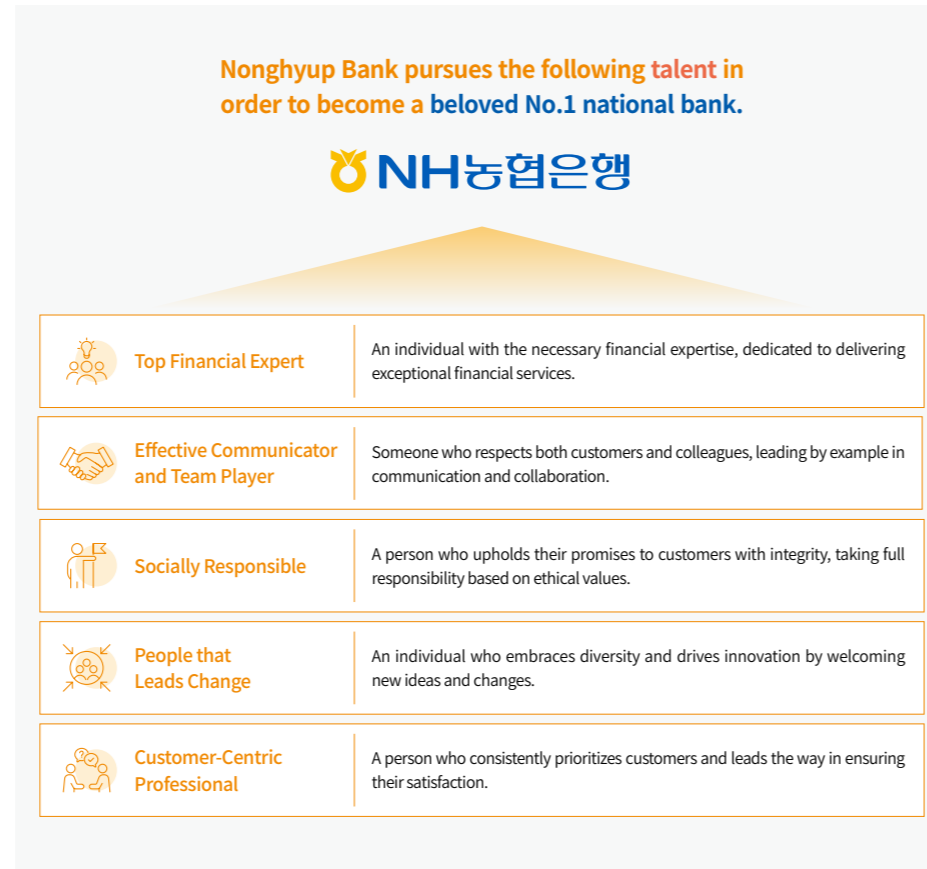 Nonghyup Bank pursues the following talent in
order to become a beloved No.1 national bank.
NH농협은행
Top Financial Expert
An individual with the necessary financial expertise, dedicated to delivering
exceptional financial services.
Effective Communicator
and Team Player
Someone who respects both customers and colleagues, leading by example in
communication and collaboration.
Socially Responsible
A person who upholds their promises to customers with integrity, taking full
responsibility based on ethical values.
People that
Leads Change
An individual who embraces diversity and drives innovation by welcoming
new ideas and changes.
Customer-Centric
Professional
A person who consistently prioritizes customers and leads the way in ensuring
their satisfaction.